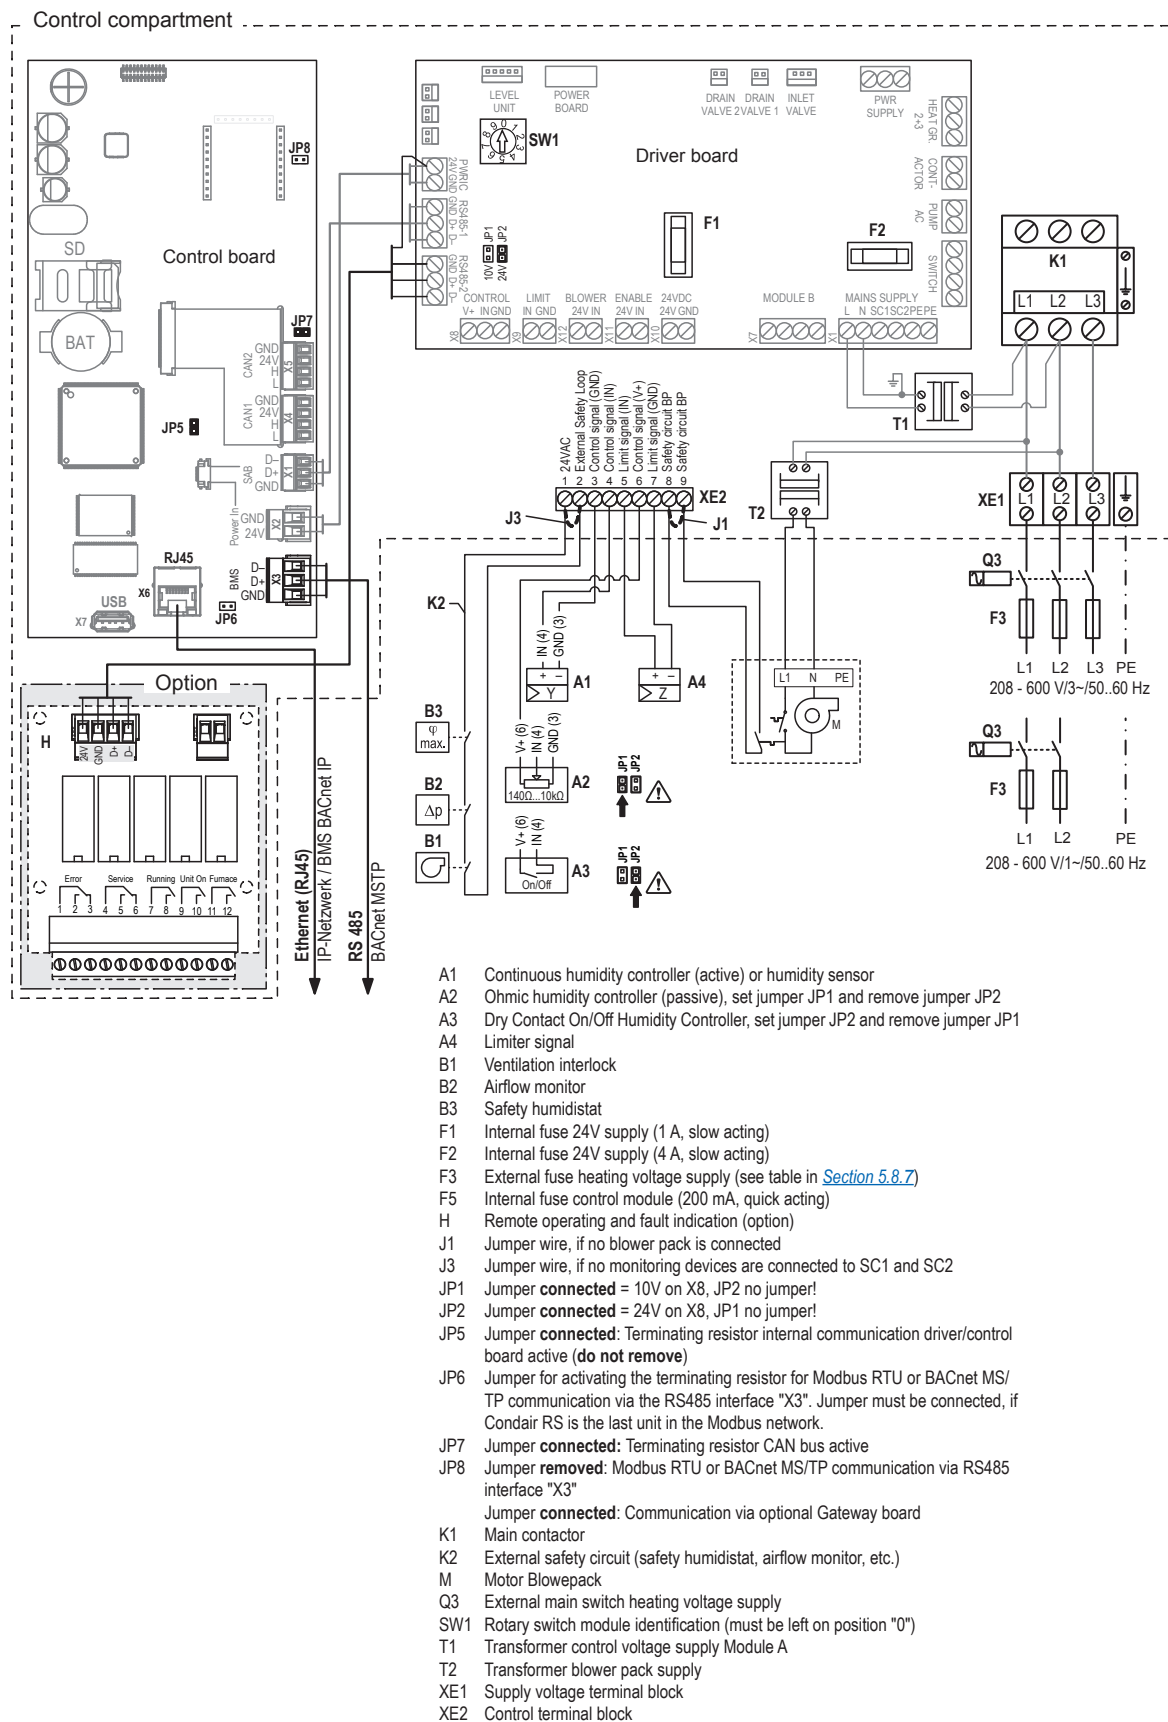 Control compartment
LEVEL UNIT
POWER BOARD
DRAIN VALVE 2
DRAIN VALVE 1
INLET VALVE
PWR SUPPLY
HEAT GR. 2+3
CONT-ACTOR
PUMP AC
SWITCH
SW1
0 1 2 3 4 5 6 7 8 9
Driver board
PWRIC
24V GND
RS485-1
GND D+ D–
RS485-2
GND D+ D–
JP1
10V
JP2
24V
F1
F2
CONTROL
V+ IN GND
X8
LIMIT
IN GND
X9
BLOWER
24V IN
X12
ENABLE
24V IN
X11
24VDC
24V GND
X10
MODULE B
X7
MAINS SUPPLY
L N SC1SC2PEPE
X1
K1
L1 L2 L3
T1
JP8
SD
Control board
BAT
JP7
CAN2
GND
24V
H
L
X5
CAN1
GND
24V
H
L
X4
JP5
SAB
D–
D+
GND
X1
Power In
GND
24V
X2
RJ45
X6
BMS
D–
D+
GND
X3
USB
X7
JP6
24VAC
External Safety Loop
Control signal (GND)
Control signal (IN)
Limit signal (IN)
Control signal (V+)
Limit signal (GND)
Safety circuit BP
Safety circuit BP
1 2 3 4 5 6 7 8 9
XE2
J3
J1
T2
XE1
L1 L2 L3
Q3
F3
L1 L2 L3 PE
208 - 600 V/3~/50..60 Hz
Q3
F3
L1 L2 PE
208 - 600 V/1~/50..60 Hz
K2
IN (4)
GND (3)
+ –
Y
A1
+ –
Z
A4
L1 N PE
M
B3
φ
max.
B2
Δp
B1
V+ (6)
IN (4)
GND (3)
140Ω...10kΩ
A2
JP1
JP2
V+ (6)
IN (4)
On/Off
A3
JP1
JP2
Option
H
24V
GND
D+
D–
Error Service Running Unit On Furnace
1 2 3 4 5 6 7 8 9 10 11 12
Ethernet (RJ45)
IP-Netzwerk / BMS BACnet IP
RS 485
BACnet MSTP
A1 Continuous humidity controller (active) or humidity sensor
A2 Ohmic humidity controller (passive), set jumper JP1 and remove jumper JP2
A3 Dry Contact On/Off Humidity Controller, set jumper JP2 and remove jumper JP1
A4 Limiter signal
B1 Ventilation interlock
B2 Airflow monitor
B3 Safety humidistat
F1 Internal fuse 24V supply (1 A, slow acting)
F2 Internal fuse 24V supply (4 A, slow acting)
F3 External fuse heating voltage supply (see table in Section 5.8.7)
F5 Internal fuse control module (200 mA, quick acting)
H Remote operating and fault indication (option)
J1 Jumper wire, if no blower pack is connected
J3 Jumper wire, if no monitoring devices are connected to SC1 and SC2
JP1 Jumper connected = 10V on X8, JP2 no jumper!
JP2 Jumper connected = 24V on X8, JP1 no jumper!
JP5 Jumper connected: Terminating resistor internal communication driver/control
board active (do not remove)
JP6 Jumper for activating the terminating resistor for Modbus RTU or BACnet MS/
TP communication via the RS485 interface "X3". Jumper must be connected, if
Condair RS is the last unit in the Modbus network.
JP7 Jumper connected: Terminating resistor CAN bus active
JP8 Jumper removed: Modbus RTU or BACnet MS/TP communication via RS485
interface "X3"
Jumper connected: Communication via optional Gateway board
K1 Main contactor
K2 External safety circuit (safety humidistat, airflow monitor, etc.)
M Motor Blowepack
Q3 External main switch heating voltage supply
SW1 Rotary switch module identification (must be left on position "0")
T1 Transformer control voltage supply Module A
T2 Transformer blower pack supply
XE1 Supply voltage terminal block
XE2 Control terminal block